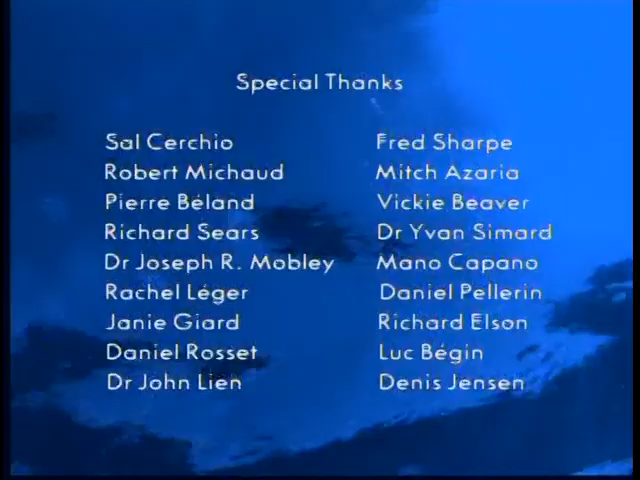 Special Thanks
Sal Cerchio
Robert Michaud
Pierre Béland
Richard Sears
Dr Joseph R. Mobley
Rachel Léger
Janie Giard
Daniel Rosset
Dr John Lien
Fred Sharpe
Mitch Azaria
Vickie Beaver
Dr Yvan Simard
Mano Capano
Daniel Pellerin
Richard Elson
Luc Bégin
Denis Jensen